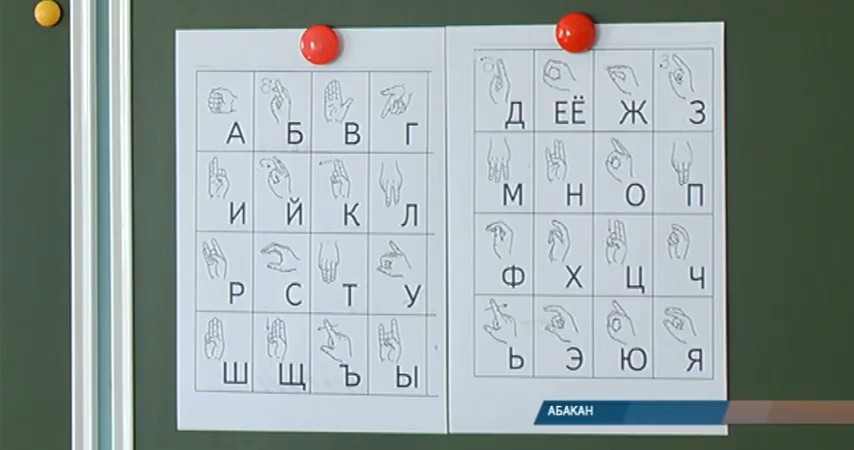 А Б В Г Д ЕЁ Ж З
И Й К Л М Н О П
Р С Т У Ф Х Ц Ч
Ш Щ Ъ Ы Ь Э Ю Я
АБАКАН